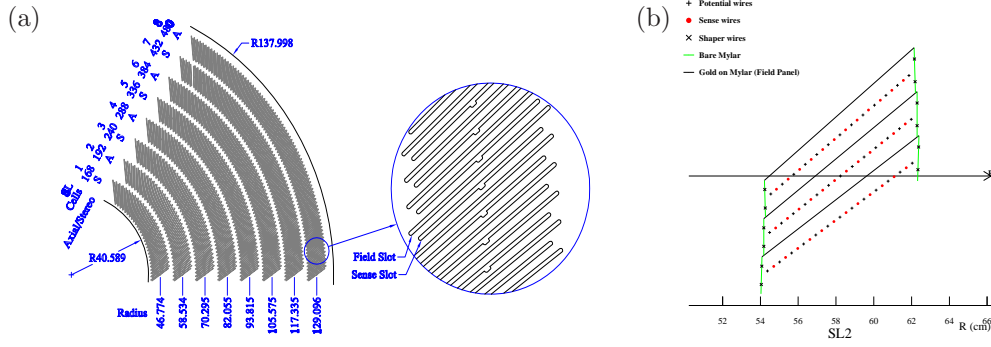 (a)
SL 1 2 3 4 5 6 7 8
Cells 168 192 240 288 336 384 432 480
Axial/Stereo S A S A S A S A
R137.998
R40.589
Field Slot
Sense Slot
Radius 46.774 58.534 70.295 82.055 93.815 105.575 117.335 129.096
(b)
Potential wires
Sense wires
Shaper wires
Bare Mylar
Gold on Mylar (Field Panel)
52 54 56 58 60 62 64 66
SL2 R (cm)